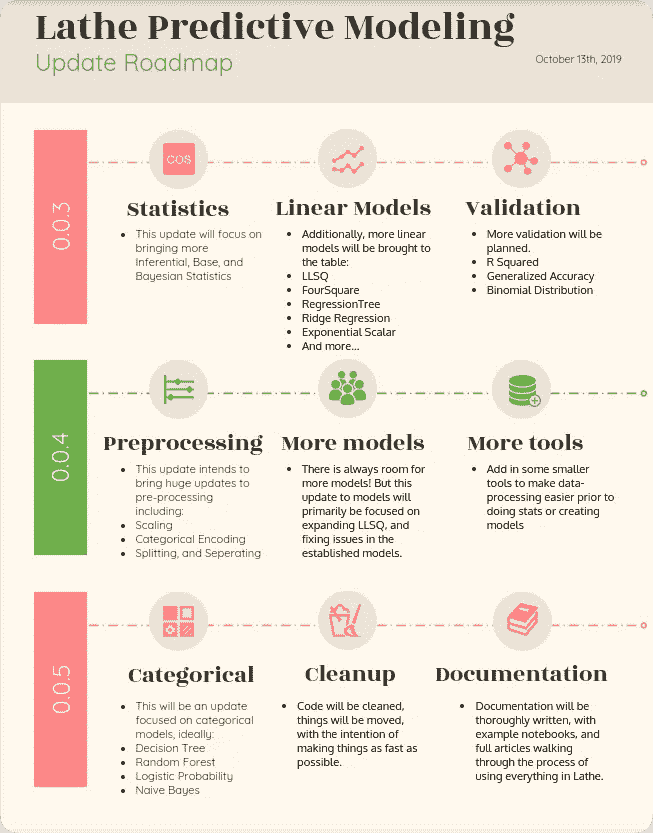 Lathe Predictive Modeling
Update Roadmap
October 13th, 2019
0.0.3
COS
Statistics
This update will focus on
bringing more
Inferential, Base, and
Bayesian Statistics
Linear Models
Additionally, more linear
models will be brought to
the table:
LLSQ
FourSquare
RegressionTree
Ridge Regression
Exponential Scalar
And more...
Validation
More validation will be
planned.
R Squared
Generalized Accuracy
Binomial Distribution
0.0.4
Preprocessing
This update intends to
bring huge updates to
pre-processing
including:
Scaling
Categorical Encoding
Splitting, and Seperating
More models
There is always room for
more models! But this
update to models will
primarily be focused on
expanding LLSQ, and
fixing issues in the
established models.
More tools
Add in some smaller
tools to make data-
processing easier prior to
doing stats or creating
models
0.0.5
Categorical
This will be an update
focused on categorical
models, ideally:
Decision Tree
Random Forest
Logistic Probability
Naive Bayes
Cleanup
Code will be cleaned,
things will be moved,
with the intention of
making things as fast as
possible.
Documentation
Documentation will be
thoroughly written, with
example notebooks, and
full articles walking
through the process of
using everything in Lathe.